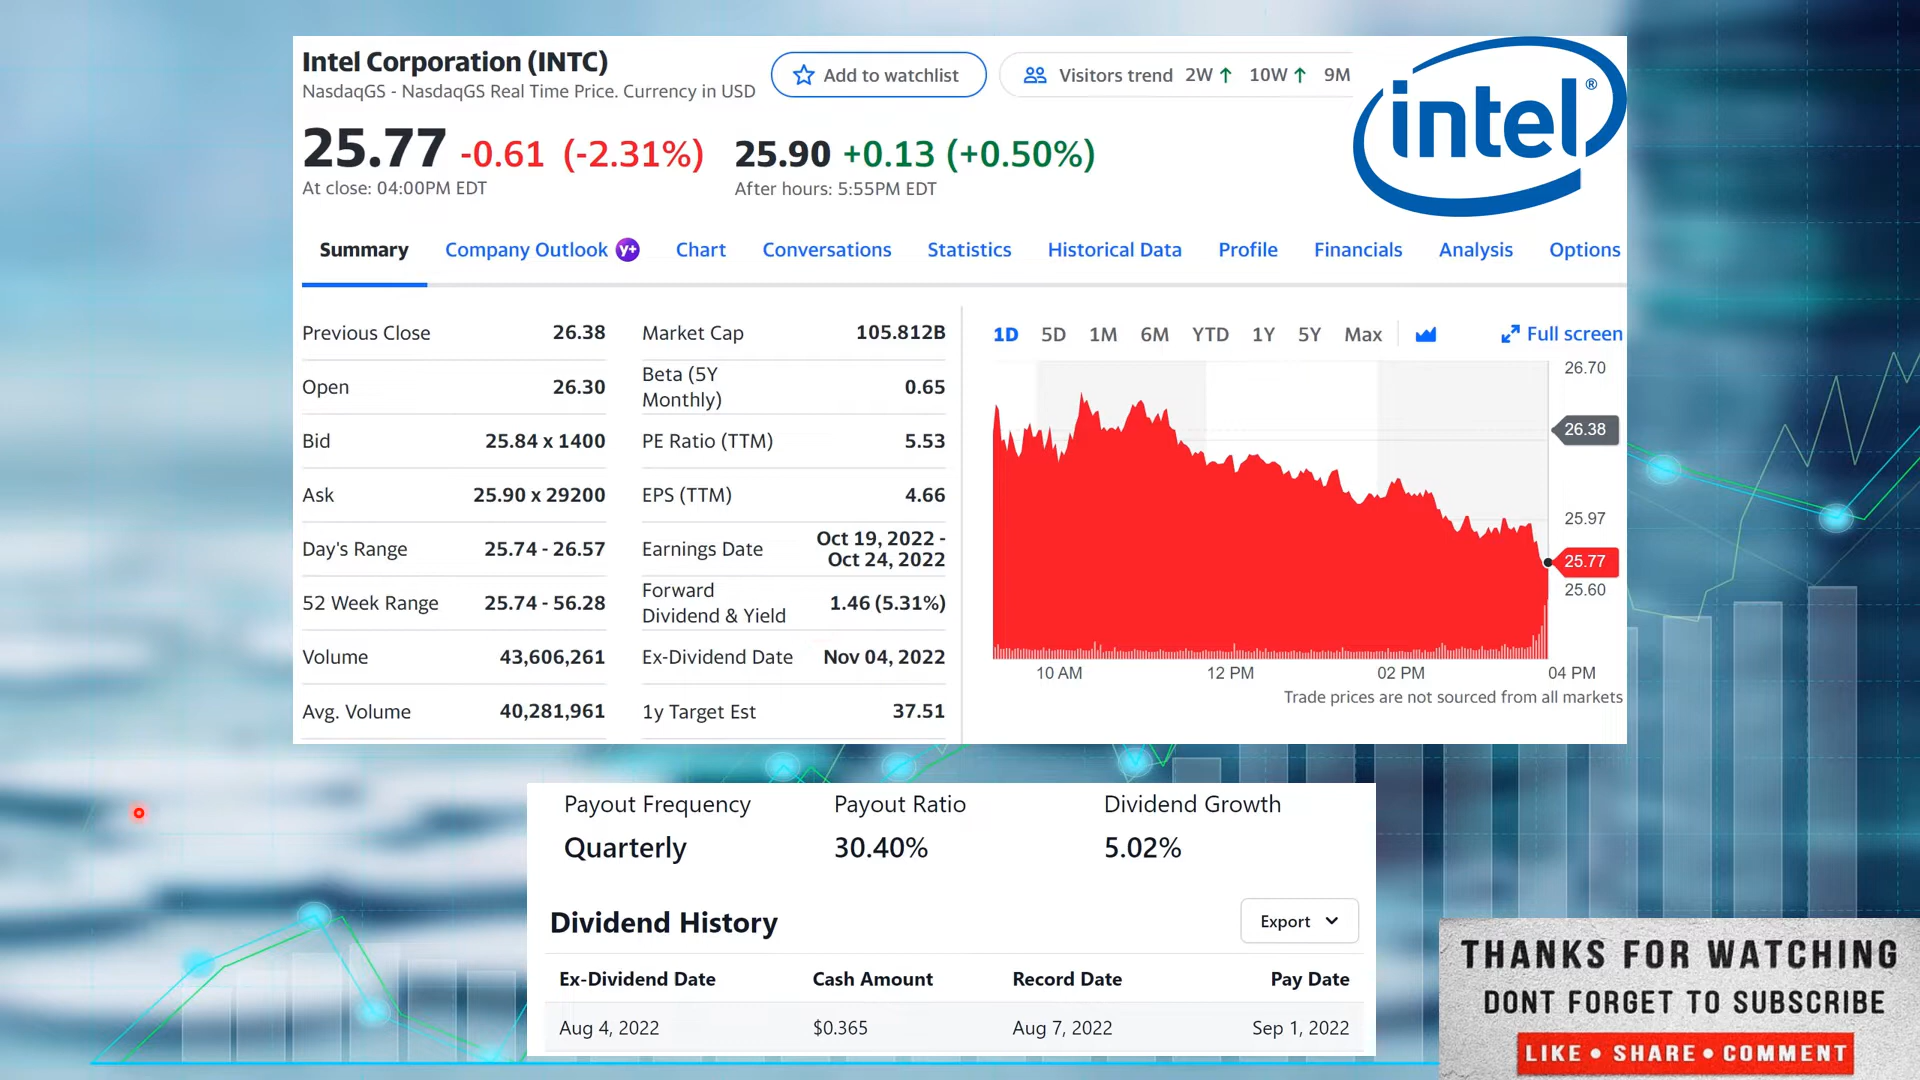 Intel Corporation (INTC)
NasdaqGS - NasdaqGS Real Time Price. Currency in USD
Add to watchlist
Visitors trend 2W ↑ 10W ↑ 9M
intel®
25.77 -0.61 (-2.31%)
At close: 04:00PM EDT
25.90 +0.13 (+0.50%)
After hours: 5:55PM EDT
Summary Company Outlook y+ Chart Conversations Statistics Historical Data Profile Financials Analysis Options
Previous Close 26.38
Open 26.30
Bid 25.84 x 1400
Ask 25.90 x 29200
Day's Range 25.74 - 26.57
52 Week Range 25.74 - 56.28
Volume 43,606,261
Avg. Volume 40,281,961
Market Cap 105.812B
Beta (5Y
Monthly) 0.65
PE Ratio (TTM) 5.53
EPS (TTM) 4.66
Earnings Date Oct 19, 2022 -
Oct 24, 2022
Forward
Dividend & Yield 1.46 (5.31%)
Ex-Dividend Date Nov 04, 2022
1y Target Est 37.51
1D 5D 1M 6M YTD 1Y 5Y Max Full screen
26.70
26.38
25.97
25.77
25.60
10 AM 12 PM 02 PM 04 PM
Trade prices are not sourced from all markets
Payout Frequency Payout Ratio Dividend Growth
Quarterly 30.40% 5.02%
Dividend History
Export
Ex-Dividend Date Cash Amount Record Date Pay Date
Aug 4, 2022 $0.365 Aug 7, 2022 Sep 1, 2022
THANKS FOR WATCHING
DONT FORGET TO SUBSCRIBE
LIKE • SHARE • COMMENT